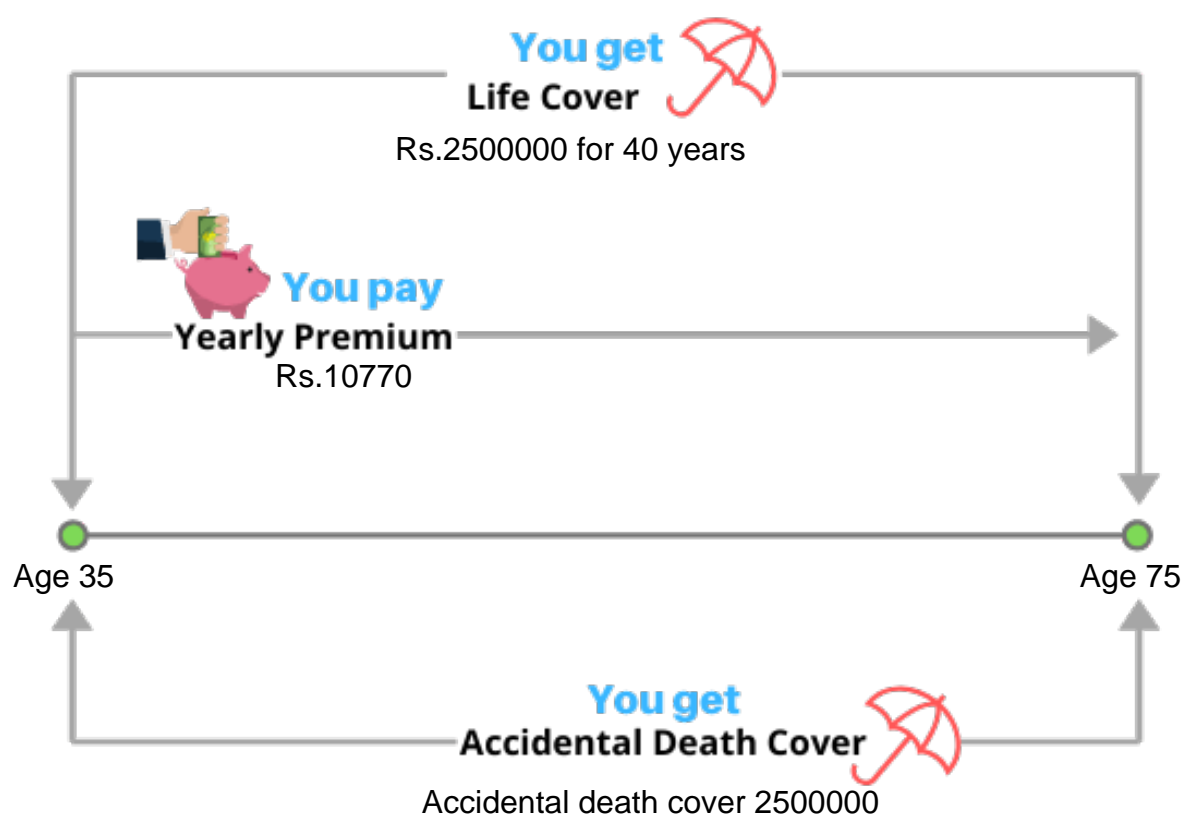 You get
Life Cover
Rs.2500000 for 40 years
You pay
Yearly Premium
Rs.10770
Age 35
Age 75
You get
Accidental Death Cover
Accidental death cover 2500000